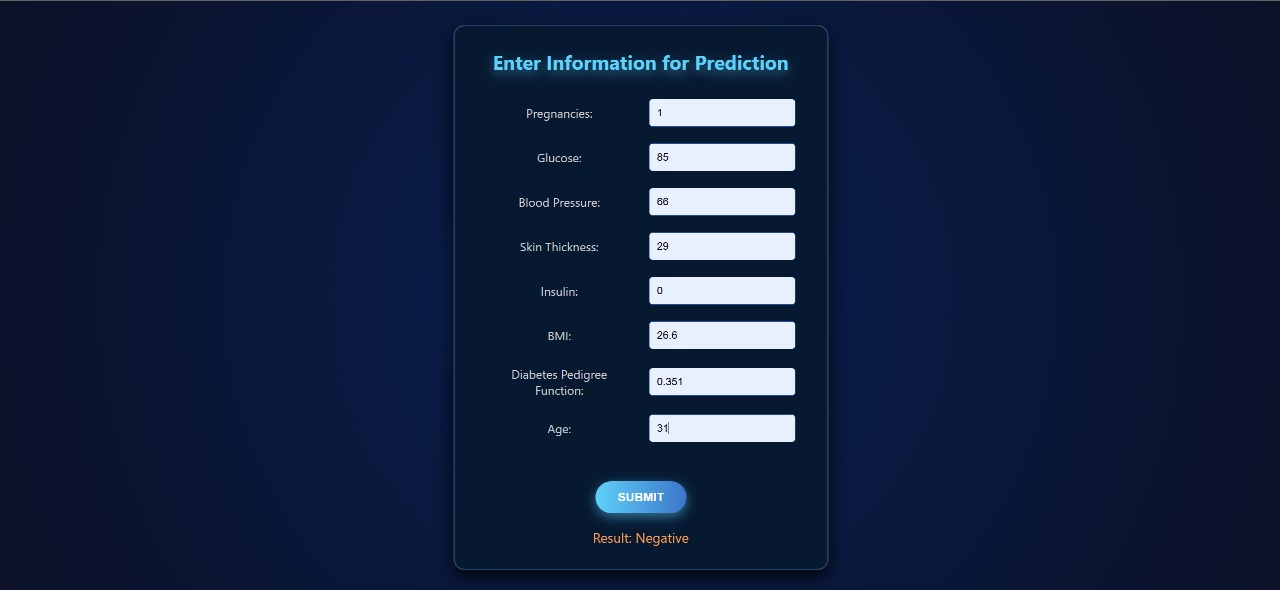 Enter Information for Prediction
Pregnancies: 1
Glucose: 85
Blood Pressure: 66
Skin Thickness: 29
Insulin: 0
BMI: 26.6
Diabetes Pedigree
Function: 0.351
Age: 31
SUBMIT
Result: Negative